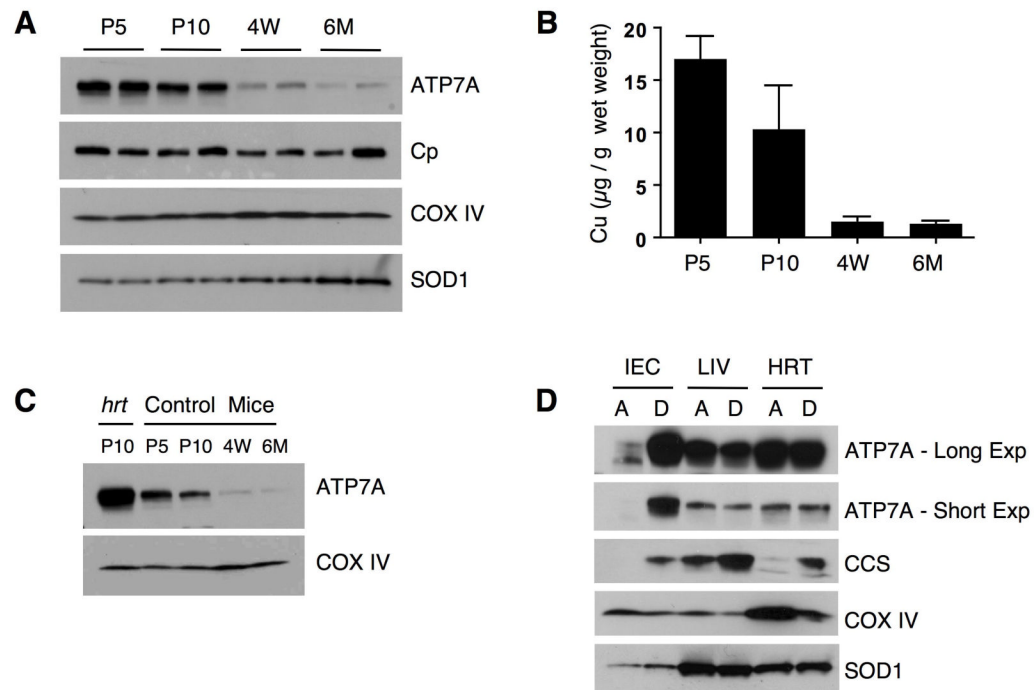 A
P5 P10 4W 6M
ATP7A
Cp
COX IV
SOD1
B
Cu (µg / g wet weight)
20
15
10
5
0
P5 P10 4W 6M
C
hrt Control Mice
P10 P5 P10 4W 6M
ATP7A
COX IV
D
IEC LIV HRT
A D A D A D
ATP7A - Long Exp
ATP7A - Short Exp
CCS
COX IV
SOD1